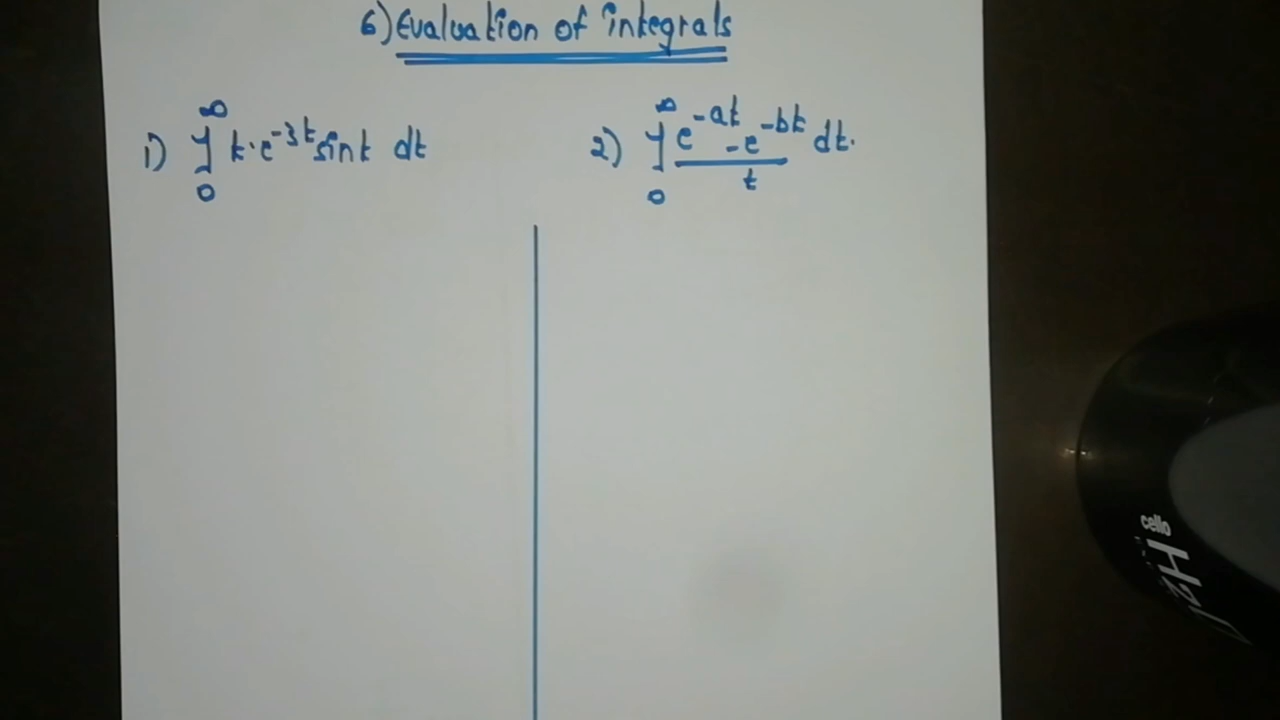 6) Evaluation of integrals
1) ∫₀^∞ t·e^{-3t} sint dt
2) ∫₀^∞ (e^{-at} - e^{-bt})/t dt.
cello